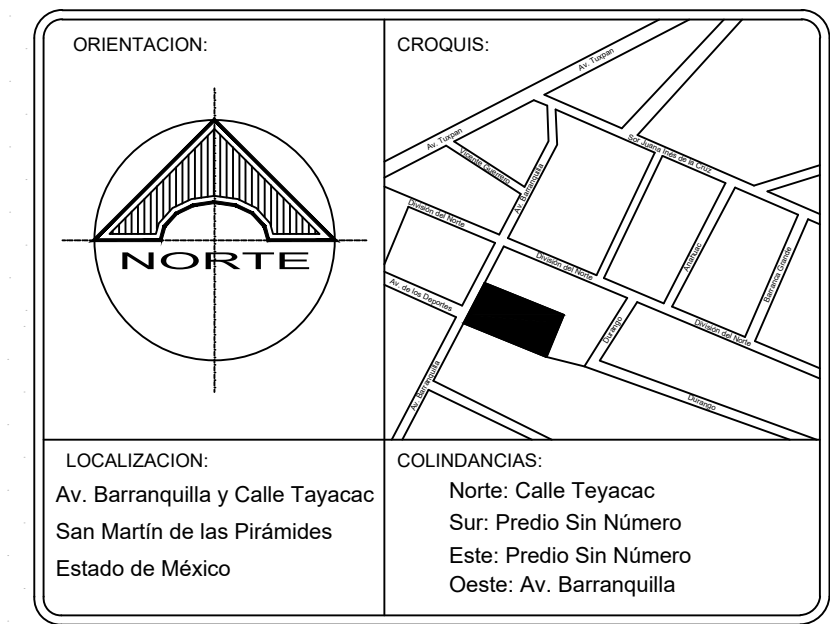 ORIENTACION:
NORTE
CROQUIS:
Av. Tuxpan
Av. Tuxpan
Vicente Guerrero
Av. Barranquilla
Sor Juana Inés de la Cruz
División del Norte
División del Norte
Anahuac
Barranca Grande
Av. de los Deportes
Durango
División del Norte
Av. Barranquilla
Durango
LOCALIZACION:
Av. Barranquilla y Calle Tayacac
San Martín de las Pirámides
Estado de México
COLINDANCIAS:
Norte: Calle Teyacac
Sur: Predio Sin Número
Este: Predio Sin Número
Oeste: Av. Barranquilla